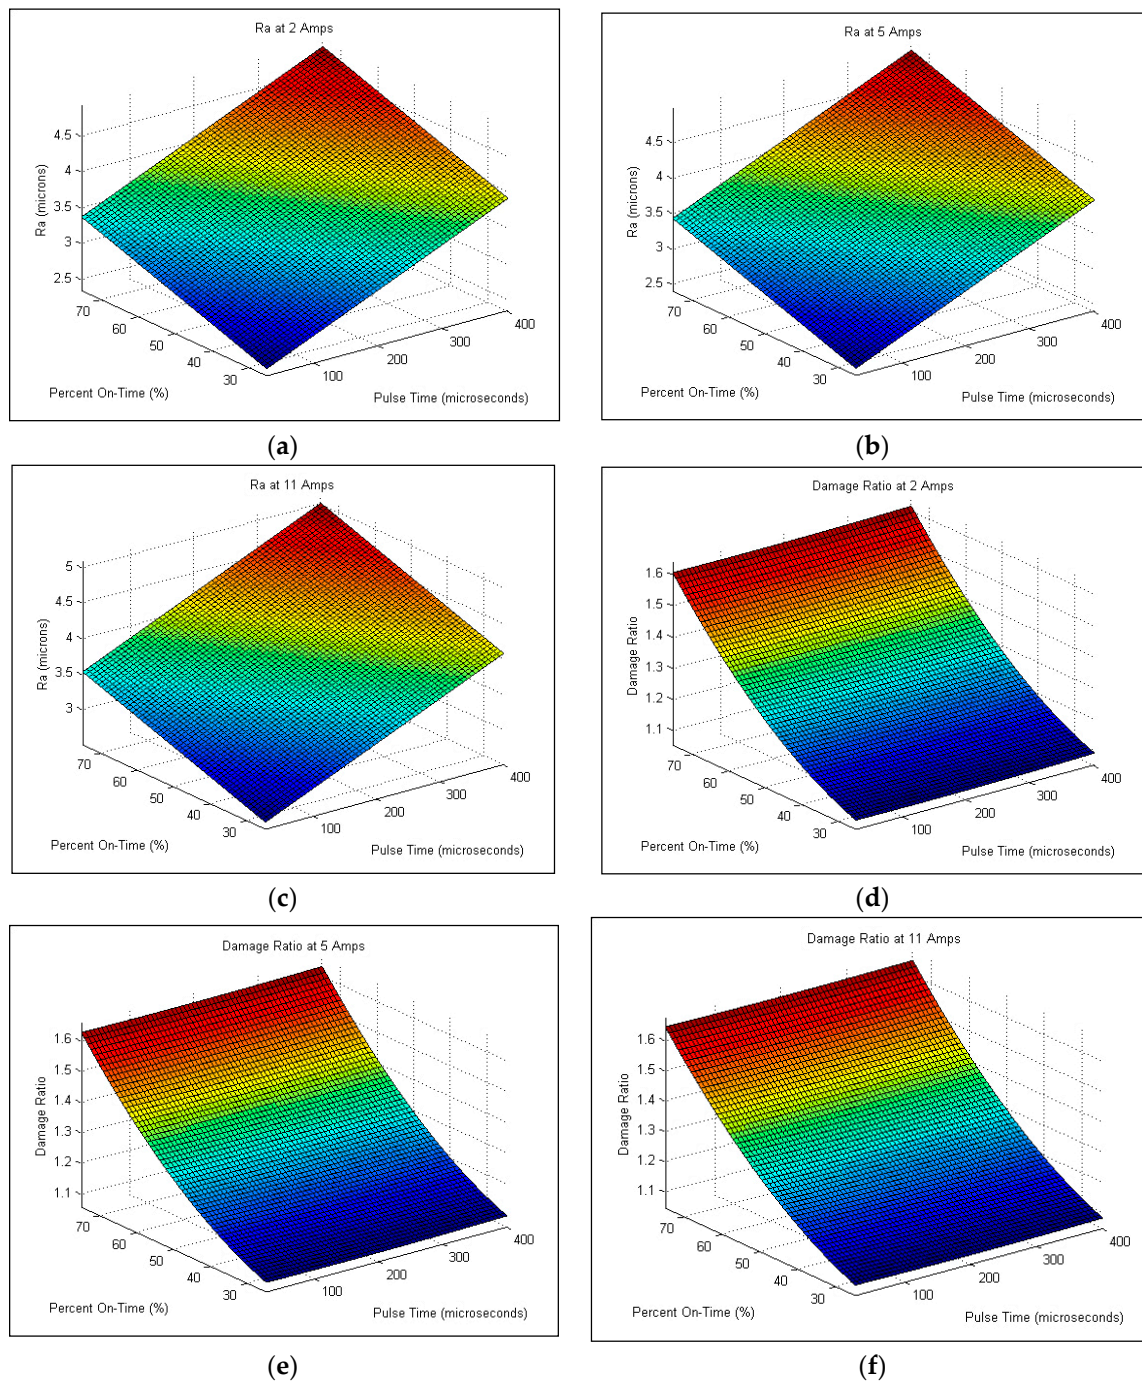 Ra at 2 Amps
4.5
4
3.5
3
2.5
Ra (microns)
70
60
50
40
30
100
200
300
400
Percent On-Time (%)
Pulse Time (microseconds)
(a)
Ra at 5 Amps
4.5
4
3.5
3
2.5
Ra (microns)
70
60
50
40
30
100
200
300
400
Percent On-Time (%)
Pulse Time (microseconds)
(b)
Ra at 11 Amps
5
4.5
4
3.5
3
Ra (microns)
70
60
50
40
30
100
200
300
400
Percent On-Time (%)
Pulse Time (microseconds)
(c)
Damage Ratio at 2 Amps
1.6
1.5
1.4
1.3
1.2
1.1
Damage Ratio
70
60
50
40
30
100
200
300
400
Percent On-Time (%)
Pulse Time (microseconds)
(d)
Damage Ratio at 5 Amps
1.6
1.5
1.4
1.3
1.2
1.1
Damage Ratio
70
60
50
40
30
100
200
300
400
Percent On-Time (%)
Pulse Time (microseconds)
(e)
Damage Ratio at 11 Amps
1.6
1.5
1.4
1.3
1.2
1.1
Damage Ratio
70
60
50
40
30
100
200
300
400
Percent On-Time (%)
Pulse Time (microseconds)
(f)